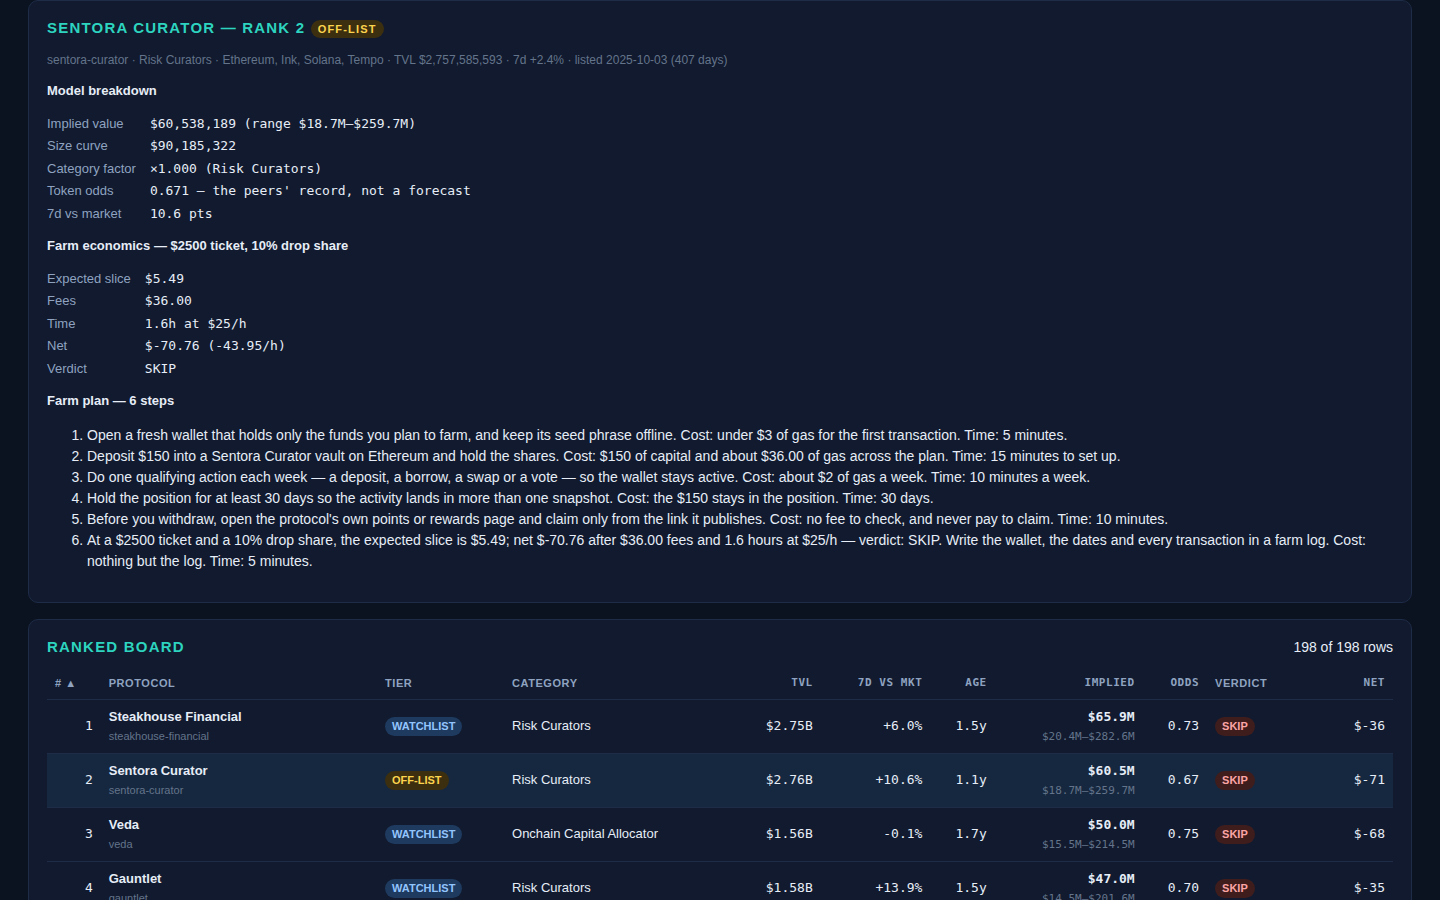 SENTORA CURATOR — RANK 2 OFF-LIST
sentora-curator · Risk Curators · Ethereum, Ink, Solana, Tempo · TVL $2,757,585,593 · 7d +2.4% · listed 2025-10-03 (407 days)
Model breakdown
Implied value $60,538,189 (range $18.7M–$259.7M)
Size curve $90,185,322
Category factor ×1.000 (Risk Curators)
Token odds 0.671 — the peers' record, not a forecast
7d vs market 10.6 pts
Farm economics — $2500 ticket, 10% drop share
Expected slice $5.49
Fees $36.00
Time 1.6h at $25/h
Net $-70.76 (-43.95/h)
Verdict SKIP
Farm plan — 6 steps
1. Open a fresh wallet that holds only the funds you plan to farm, and keep its seed phrase offline. Cost: under $3 of gas for the first transaction. Time: 5 minutes.
2. Deposit $150 into a Sentora Curator vault on Ethereum and hold the shares. Cost: $150 of capital and about $36.00 of gas across the plan. Time: 15 minutes to set up.
3. Do one qualifying action each week — a deposit, a borrow, a swap or a vote — so the wallet stays active. Cost: about $2 of gas a week. Time: 10 minutes a week.
4. Hold the position for at least 30 days so the activity lands in more than one snapshot. Cost: the $150 stays in the position. Time: 30 days.
5. Before you withdraw, open the protocol's own points or rewards page and claim only from the link it publishes. Cost: no fee to check, and never pay to claim. Time: 10 minutes.
6. At a $2500 ticket and a 10% drop share, the expected slice is $5.49; net $-70.76 after $36.00 fees and 1.6 hours at $25/h — verdict: SKIP. Write the wallet, the dates and every transaction in a farm log. Cost:
nothing but the log. Time: 5 minutes.
RANKED BOARD 198 of 198 rows
# ▲ PROTOCOL TIER CATEGORY TVL 7D VS MKT AGE IMPLIED ODDS VERDICT NET
1 Steakhouse Financial WATCHLIST Risk Curators $2.75B +6.0% 1.5y $65.9M 0.73 SKIP $-36
steakhouse-financial $20.4M–$282.6M
2 Sentora Curator OFF-LIST Risk Curators $2.76B +10.6% 1.1y $60.5M 0.67 SKIP $-71
sentora-curator $18.7M–$259.7M
3 Veda WATCHLIST Onchain Capital Allocator $1.56B -0.1% 1.7y $50.0M 0.75 SKIP $-68
veda $15.5M–$214.5M
4 Gauntlet WATCHLIST Risk Curators $1.58B +13.9% 1.5y $47.0M 0.70 SKIP $-35
gauntlet $14.5M–$201.6M